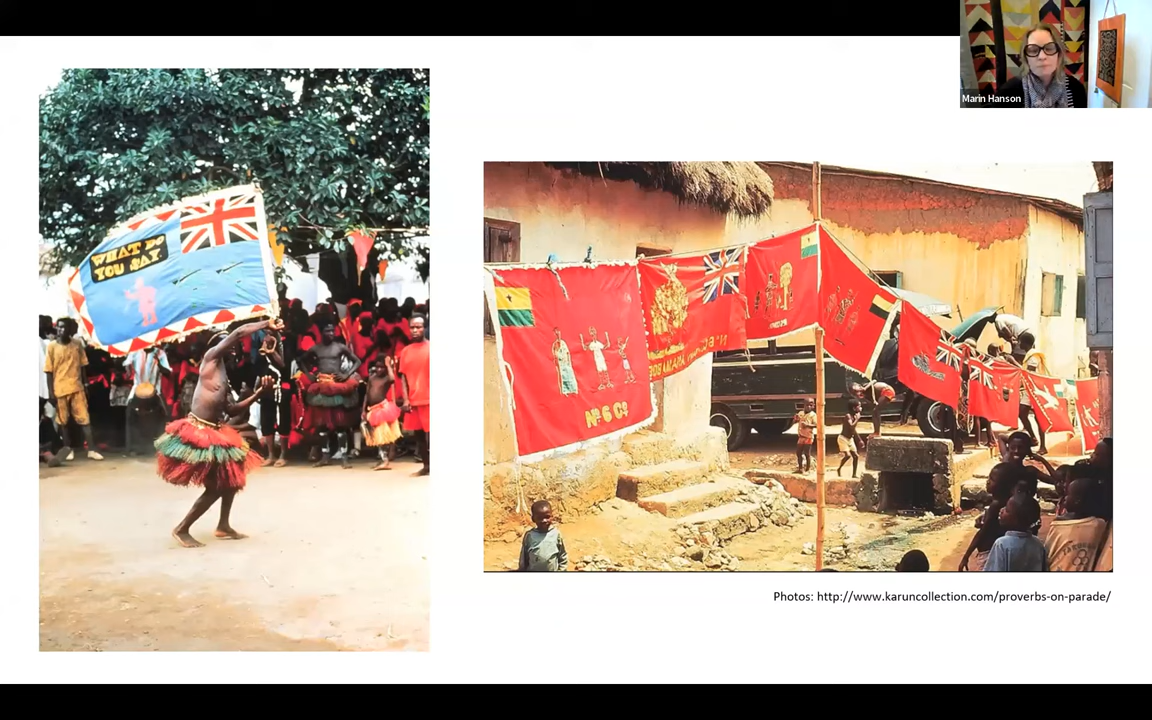 Marin Hanson
WHAT DO
YOU SAY.
Nº 6 Cº
Photos: http://www.karuncollection.com/proverbs-on-parade/